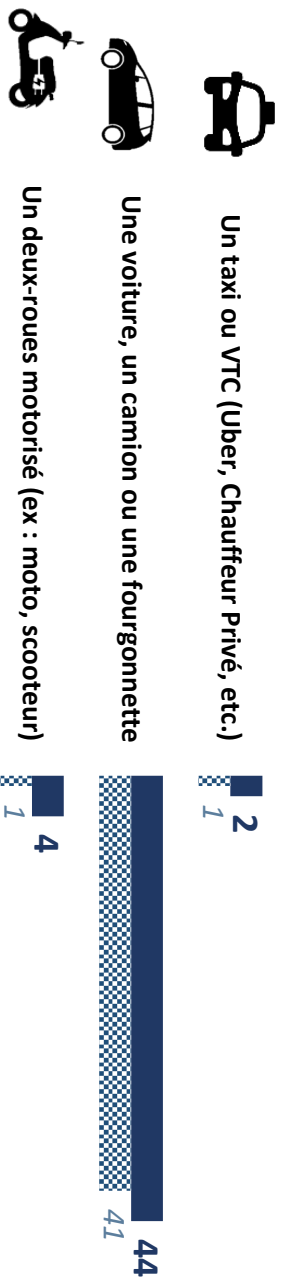 Un taxi ou VTC (Uber, Chauffeur Privé, etc.)
2
1
Une voiture, un camion ou une fourgonnette
44
41
Un deux-roues motorisé (ex : moto, scooteur)
4
1